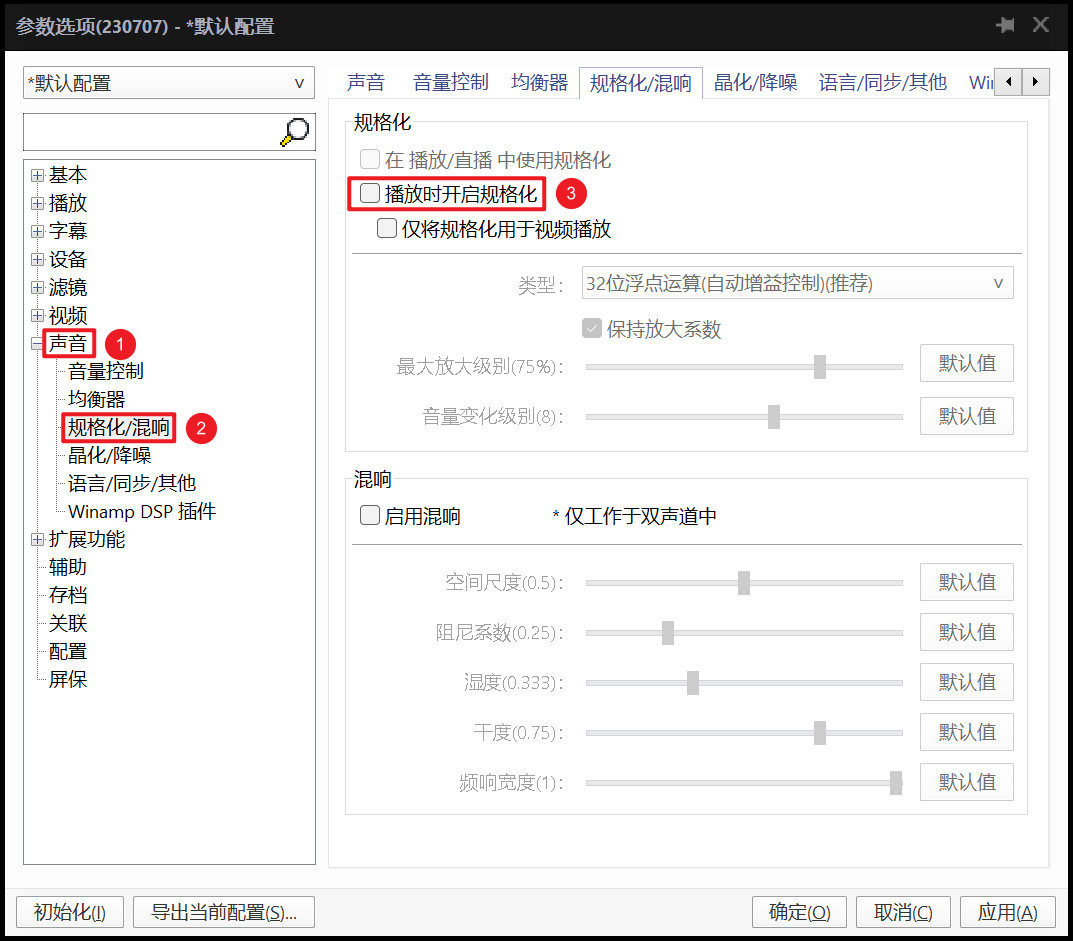 参数选项(230707) - *默认配置
*默认配置
基本
播放
字幕
设备
滤镜
视频
声音 1
音量控制
均衡器
规格化/混响 2
晶化/降噪
语言/同步/其他
Winamp DSP 插件
扩展功能
辅助
存档
关联
配置
屏保
声音 音量控制 均衡器 规格化/混响 晶化/降噪 语言/同步/其他 Win
规格化
在 播放/直播 中使用规格化
播放时开启规格化 3
仅将规格化用于视频播放
类型: 32位浮点运算(自动增益控制)(推荐)
保持放大系数
最大放大级别(75%): 默认值
音量变化级别(8): 默认值
混响
启用混响 * 仅工作于双声道中
空间尺度(0.5): 默认值
阻尼系数(0.25): 默认值
湿度(0.333): 默认值
干度(0.75): 默认值
频响宽度(1): 默认值
初始化(I) 导出当前配置(S)... 确定(O) 取消(C) 应用(A)